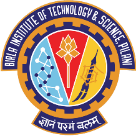 BIRLA INSTITUTE OF TECHNOLOGY & SCIENCE PILANI
ज्ञानं परमं बलम्